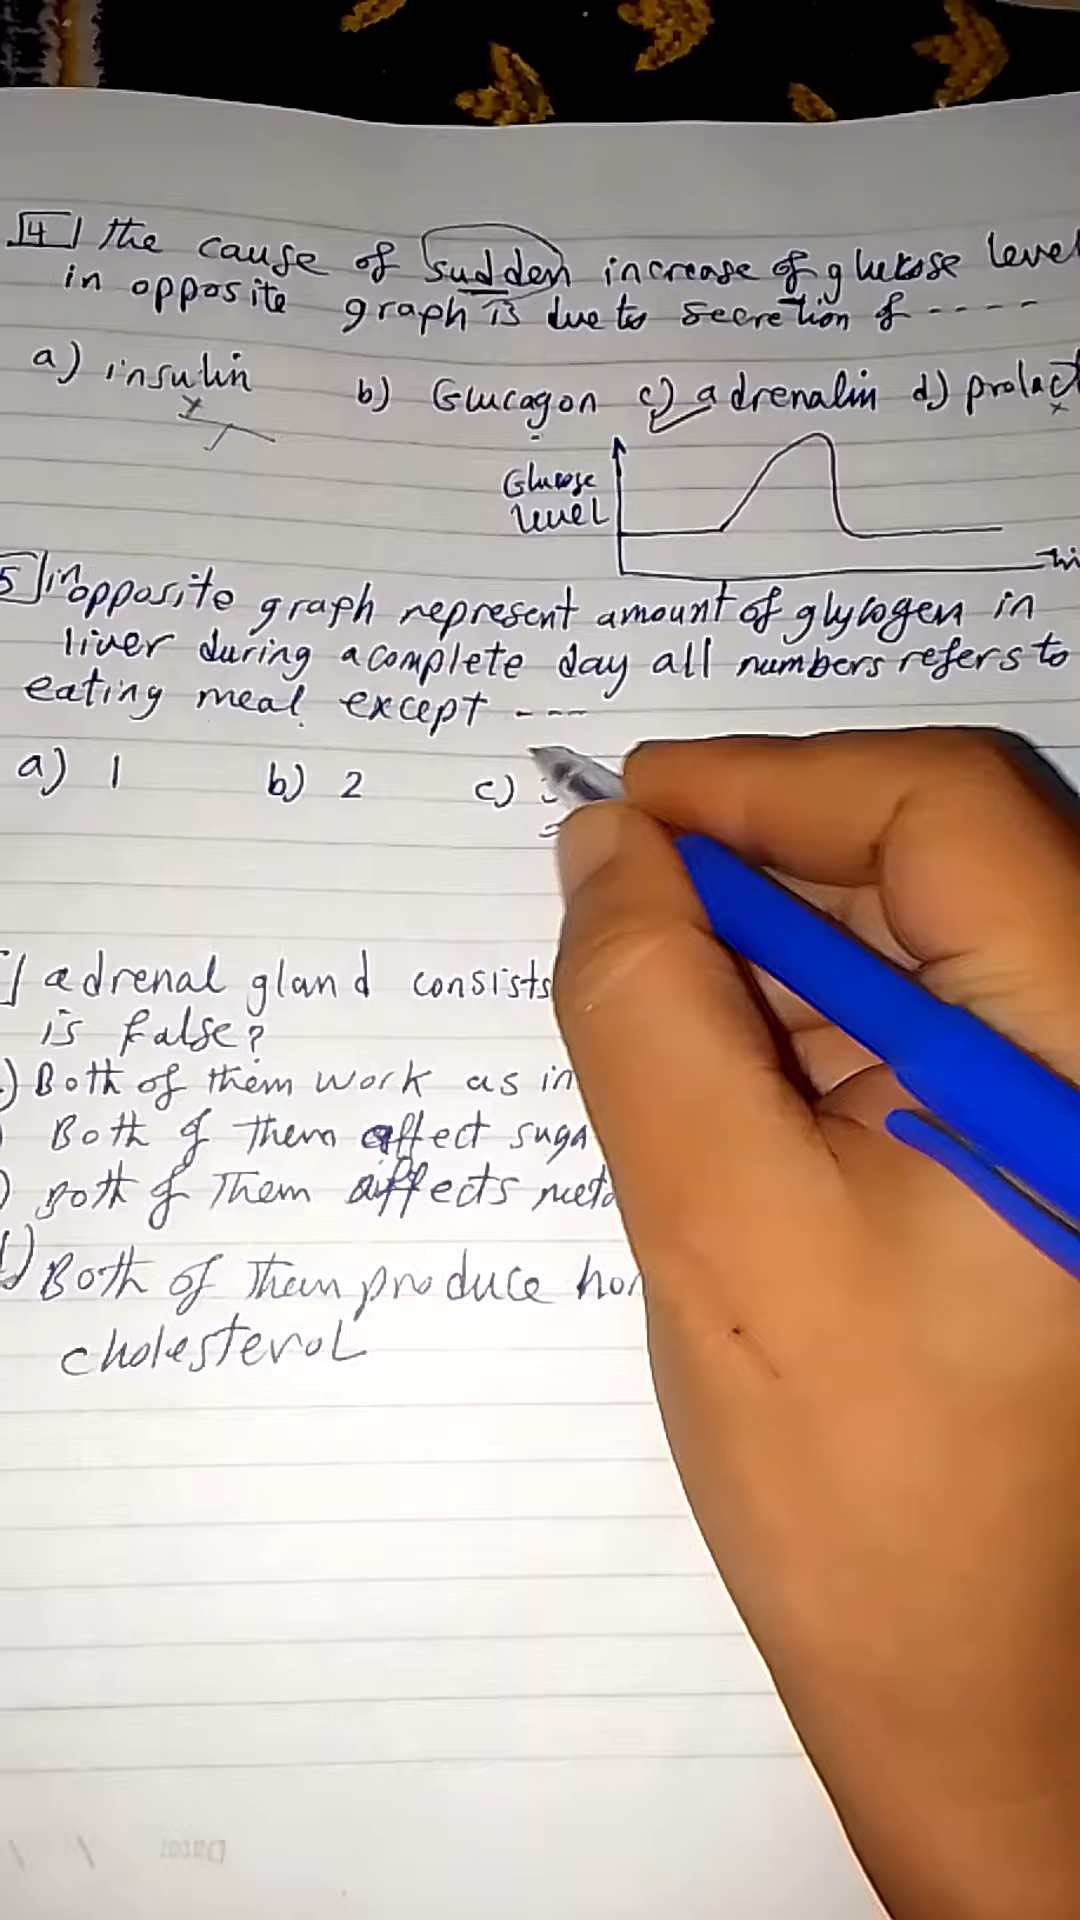 14 the cause of sudden increase of glucose level
in opposite graph is due to secretion of -----
a) insulin b) Glucagon c) adrenalin d) prolact
Glucose
level
5 in opposite graph represent amount of glycogen in
liver during a complete day all numbers refers to
eating meal except ---
a) 1 b) 2 c)
adrenal gland consists
is false?
Both of them work as in
Both of them affect suga
Both of Them affects meta
Both of Them produce hor
cholesterol
Date: